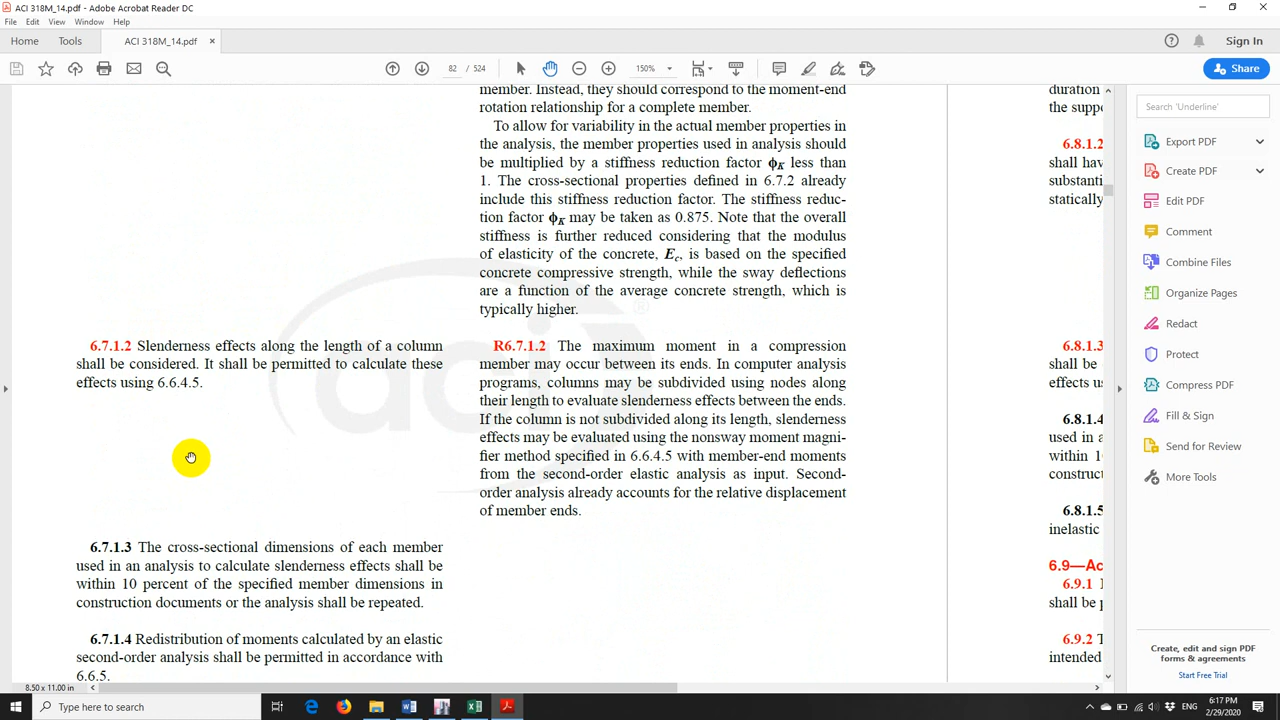 ACI 318M_14.pdf - Adobe Acrobat Reader DC
File Edit View Window Help
Home Tools ACI 318M_14.pdf × Sign In
82 / 524 150% Share
member. Instead, they should correspond to the moment-end
rotation relationship for a complete member.
To allow for variability in the actual member properties in
the analysis, the member properties used in analysis should
be multiplied by a stiffness reduction factor ϕK less than
1. The cross-sectional properties defined in 6.7.2 already
include this stiffness reduction factor. The stiffness reduc-
tion factor ϕK may be taken as 0.875. Note that the overall
stiffness is further reduced considering that the modulus
of elasticity of the concrete, Ec, is based on the specified
concrete compressive strength, while the sway deflections
are a function of the average concrete strength, which is
typically higher.
6.7.1.2 Slenderness effects along the length of a column
shall be considered. It shall be permitted to calculate these
effects using 6.6.4.5.
R6.7.1.2 The maximum moment in a compression
member may occur between its ends. In computer analysis
programs, columns may be subdivided using nodes along
their length to evaluate slenderness effects between the ends.
If the column is not subdivided along its length, slenderness
effects may be evaluated using the nonsway moment magni-
fier method specified in 6.6.4.5 with member-end moments
from the second-order elastic analysis as input. Second-
order analysis already accounts for the relative displacement
of member ends.
6.7.1.3 The cross-sectional dimensions of each member
used in an analysis to calculate slenderness effects shall be
within 10 percent of the specified member dimensions in
construction documents or the analysis shall be repeated.
6.7.1.4 Redistribution of moments calculated by an elastic
second-order analysis shall be permitted in accordance with
6.6.5.
duration
the supp
6.8.1.2
shall hav
substanti
statically
6.8.1.3
shall be
effects us
6.8.1.4
used in a
within 1
construct
6.8.1.5
inelastic
6.9—Ac
6.9.1
shall be p
6.9.2 T
intended
aci
®
Search 'Underline'
Export PDF
Create PDF
Edit PDF
Comment
Combine Files
Organize Pages
Redact
Protect
Compress PDF
Fill & Sign
Send for Review
More Tools
Create, edit and sign PDF
forms & agreements
Start Free Trial
8.50 x 11.00 in
Type here to search
ENG
6:17 PM
2/29/2020